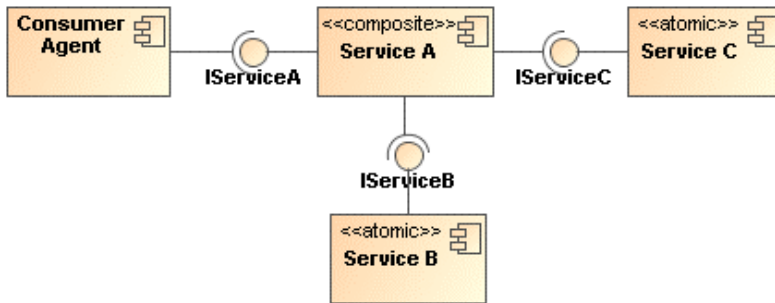 Consumer
Agent
IServiceA
<<composite>>
Service A
IServiceC
<<atomic>>
Service C
IServiceB
<<atomic>>
Service B